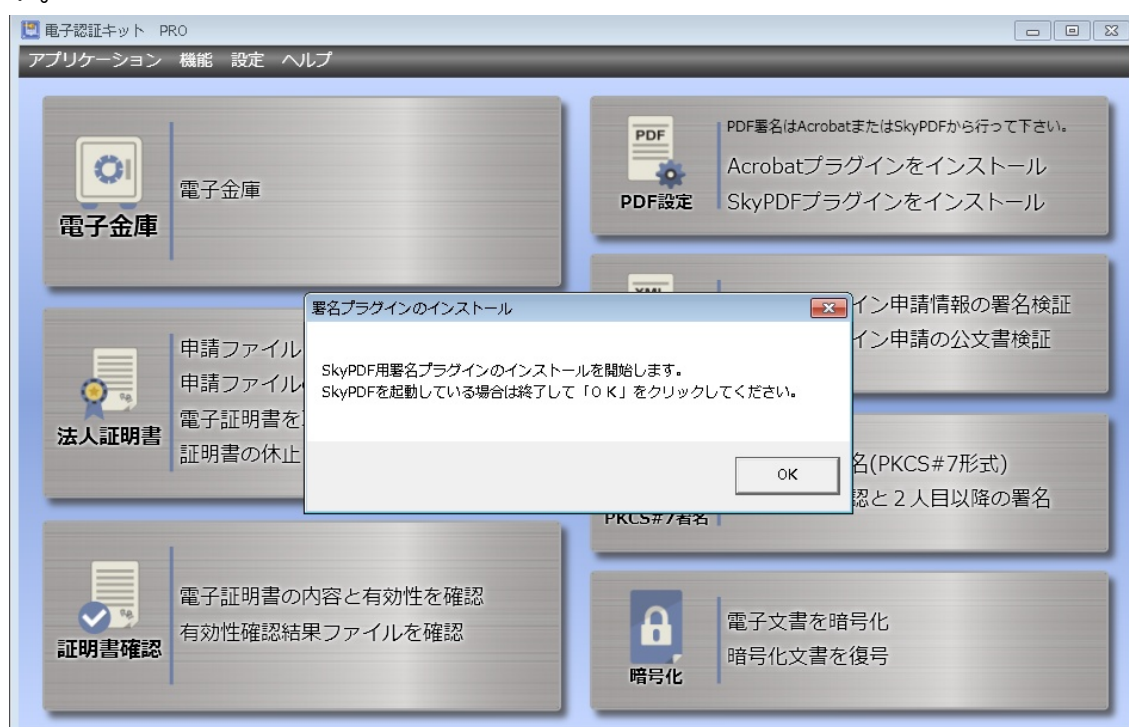 電子認証キット PRO
アプリケーション 機能 設定 ヘルプ
電子金庫
電子金庫
PDF
PDF設定
PDF署名はAcrobatまたはSkyPDFから行って下さい。
Acrobatプラグインをインストール
SkyPDFプラグインをインストール
イン申請情報の署名検証
イン申請の公文書検証
署名プラグインのインストール
SkyPDF用署名プラグインのインストールを開始します。
SkyPDFを起動している場合は終了して「OK」をクリックしてください。
OK
法人証明書
申請ファイル
申請ファイル
電子証明書を
証明書の休止
名(PKCS#7形式)
認と2人目以降の署名
PKCS#7署名
証明書確認
電子証明書の内容と有効性を確認
有効性確認結果ファイルを確認
暗号化
電子文書を暗号化
暗号化文書を復号